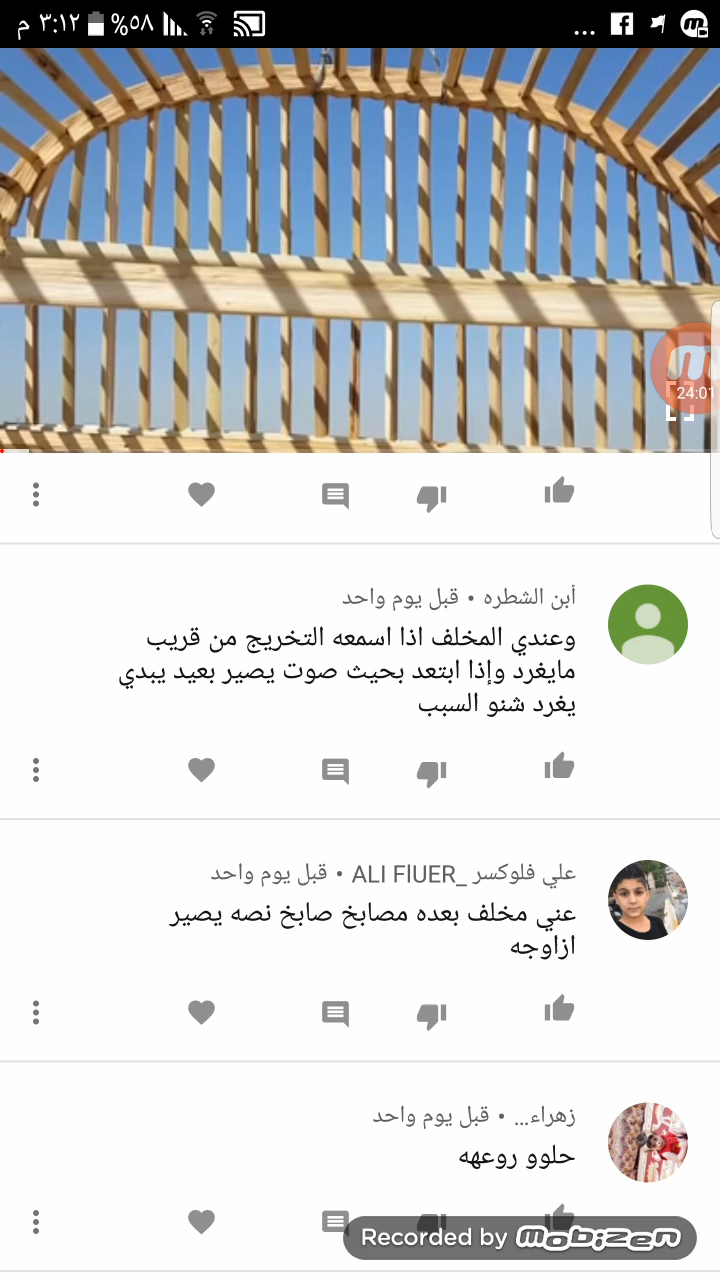 م ٣:١٢ %٥٨
...
24:01
أبن الشطره • قبل يوم واحد
وعندي المخلف اذا اسمعه التخريج من قريب
مايغرد وإذا ابتعد بحيث صوت يصير بعيد يبدي
يغرد شنو السبب
علي فلوكسر _ALI FIUER • قبل يوم واحد
عني مخلف بعده مصابخ صابخ نصه يصير
ازاوجه
زهراء... • قبل يوم واحد
حلوو روعهه
Recorded by mobizen